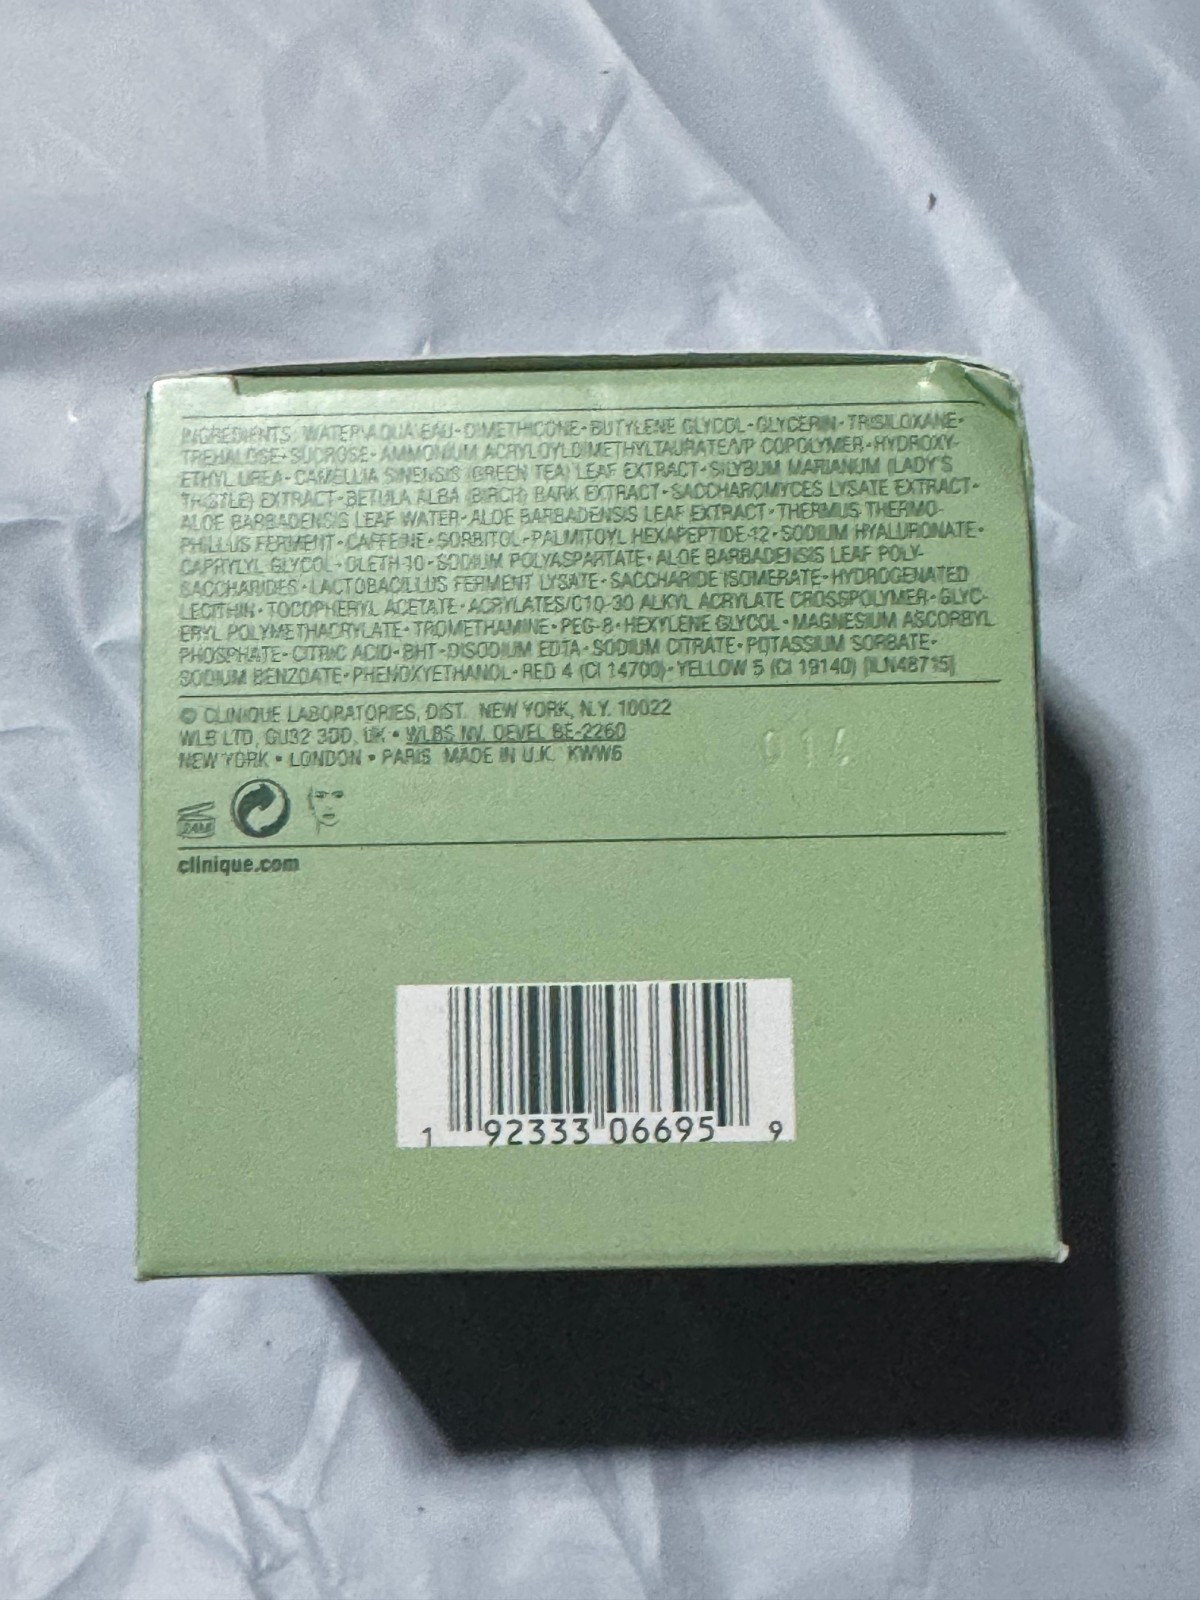 INGREDIENTS: WATER\AQUA\EAU • DIMETHICONE • BUTYLENE GLYCOL • GLYCERIN • TRISILOXANE •
TREHALOSE • SUCROSE • AMMONIUM ACRYLOYLDIMETHYLTAURATE/VP COPOLYMER • HYDROXY-
ETHYL UREA • CAMELLIA SINENSIS (GREEN TEA) LEAF EXTRACT • SILYBUM MARIANUM (LADY'S
THISTLE) EXTRACT • BETULA ALBA (BIRCH) BARK EXTRACT • SACCHAROMYCES LYSATE EXTRACT •
ALOE BARBADENSIS LEAF WATER • ALOE BARBADENSIS LEAF EXTRACT • THERMUS THERMO-
PHILLUS FERMENT • CAFFEINE • SORBITOL • PALMITOYL HEXAPEPTIDE-12 • SODIUM HYALURONATE •
CAPRYLYL GLYCOL • OLETH-10 • SODIUM POLYASPARTATE • ALOE BARBADENSIS LEAF POLY-
SACCHARIDES • LACTOBACILLUS FERMENT LYSATE • SACCHARIDE ISOMERATE • HYDROGENATED
LECITHIN • TOCOPHERYL ACETATE • ACRYLATES/C10-30 ALKYL ACRYLATE CROSSPOLYMER • GLYC-
ERYL POLYMETHACRYLATE • TROMETHAMINE • PEG-8 • HEXYLENE GLYCOL • MAGNESIUM ASCORBYL
PHOSPHATE • CITRIC ACID • BHT • DISODIUM EDTA • SODIUM CITRATE • POTASSIUM SORBATE •
SODIUM BENZOATE • PHENOXYETHANOL • RED 4 (CI 14700) • YELLOW 5 (CI 19140) [ILN48715]
© CLINIQUE LABORATORIES, DIST. NEW YORK, N.Y. 10022
WLB LTD, GU32 3DD, UK • WLBS NV. OEVEL BE-2260
NEW YORK • LONDON • PARIS MADE IN U.K. KWW6
24M
clinique.com
1 92333 06695 9